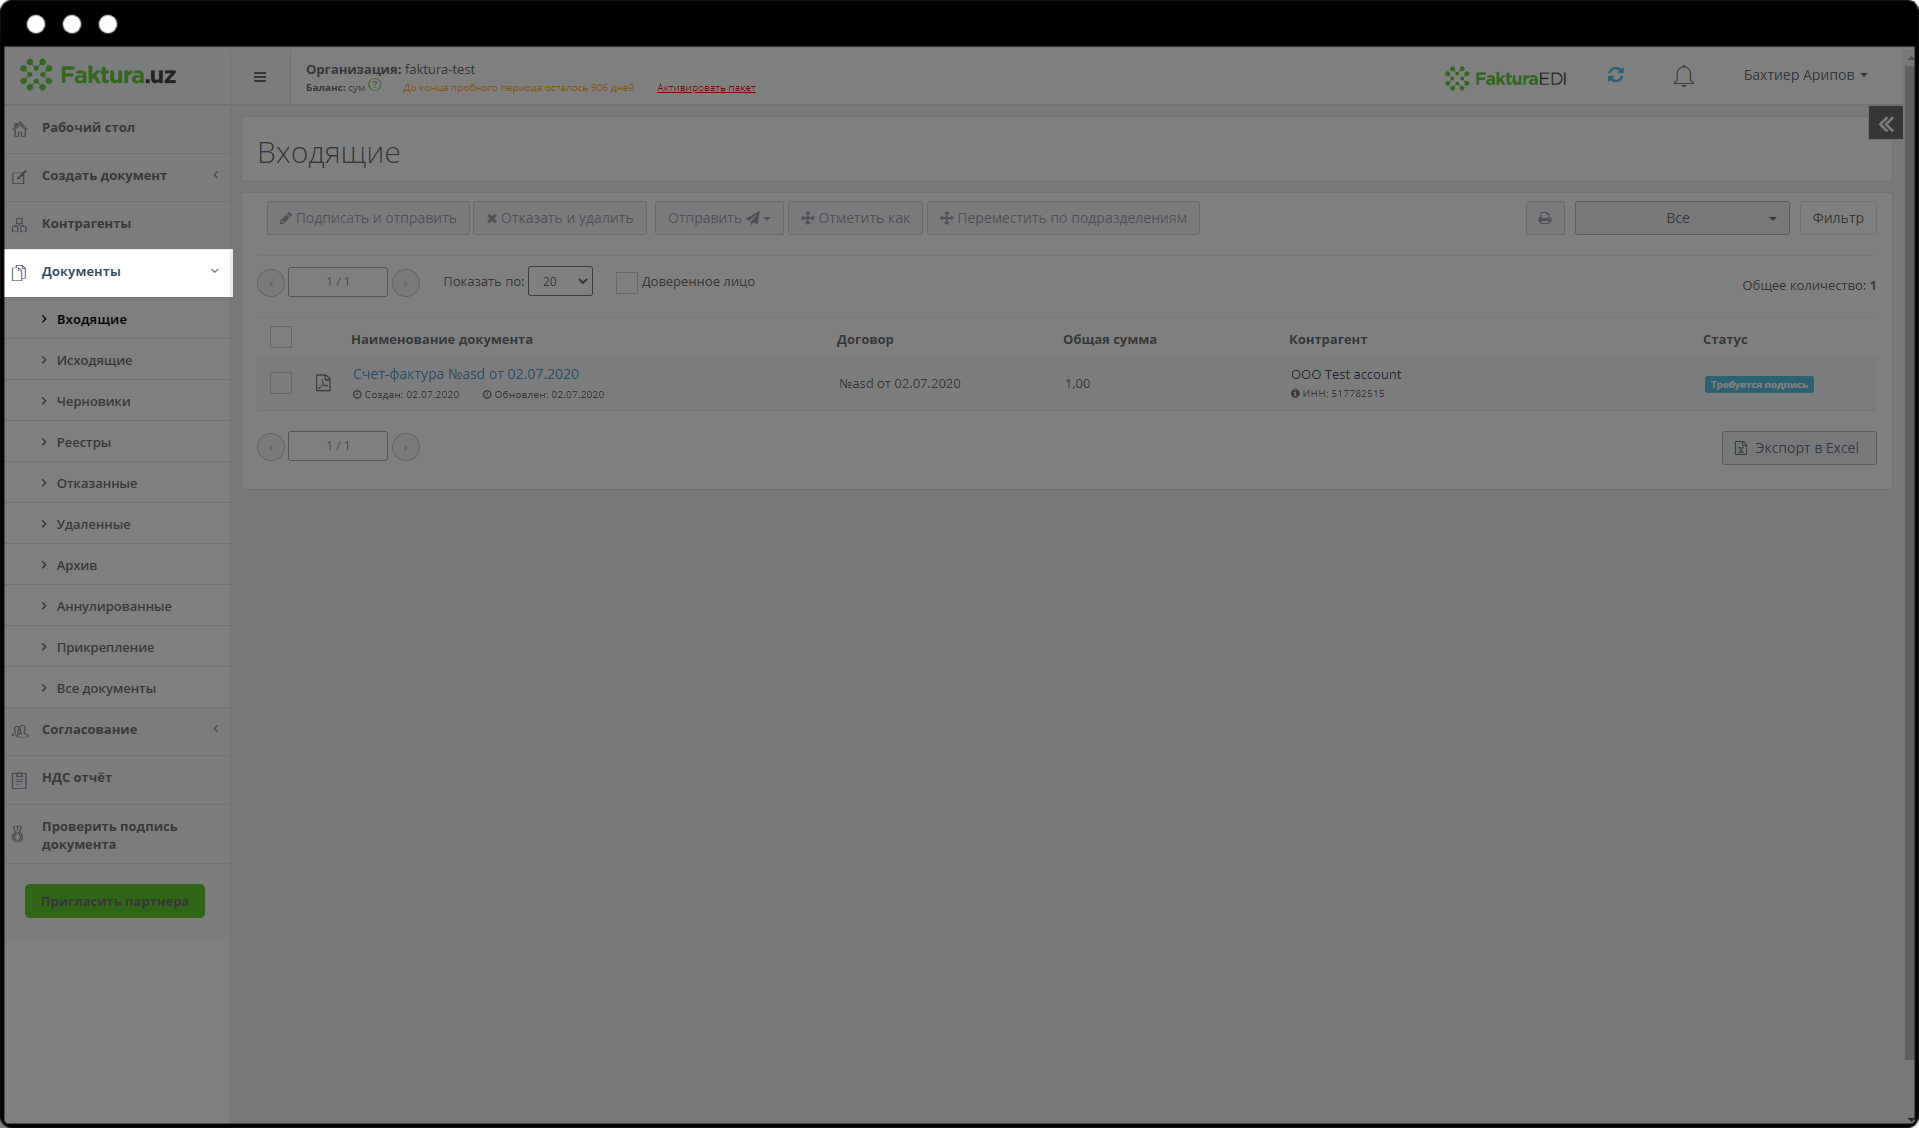 Faktura.uz
Организация: faktura-test
Баланс: сум
До конца пробного периода осталось 906 дней
Активировать пакет
FakturaEDI
Бахтиер Арипов
Рабочий стол
Создать документ
Контрагенты
Документы
Входящие
Исходящие
Черновики
Реестры
Отказанные
Удаленные
Архив
Аннулированные
Прикрепление
Все документы
Согласование
НДС отчёт
Проверить подпись
документа
Пригласить партнера
Входящие
Подписать и отправить
Отказать и удалить
Отправить
Отметить как
Переместить по подразделениям
Все
Фильтр
1 / 1
Показать по: 20
Доверенное лицо
Общее количество: 1
Наименование документа Договор Общая сумма Контрагент Статус
Счет-фактура №asd от 02.07.2020
Создан: 02.07.2020 Обновлен: 02.07.2020
№asd от 02.07.2020
1,00
ООО Test account
ИНН: 517782515
Требуется подпись
1 / 1
Экспорт в Excel